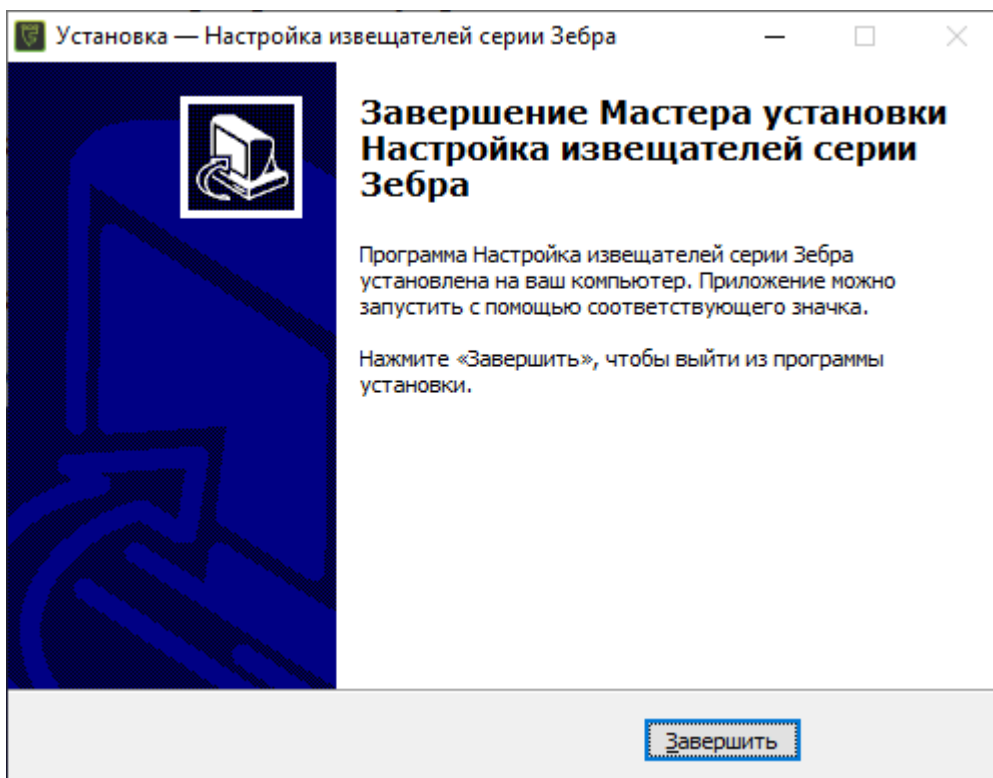 Установка — Настройка извещателей серии Зебра
Завершение Мастера установки
Настройка извещателей серии
Зебра
Программа Настройка извещателей серии Зебра
установлена на ваш компьютер. Приложение можно
запустить с помощью соответствующего значка.
Нажмите «Завершить», чтобы выйти из программы
установки.
Завершить